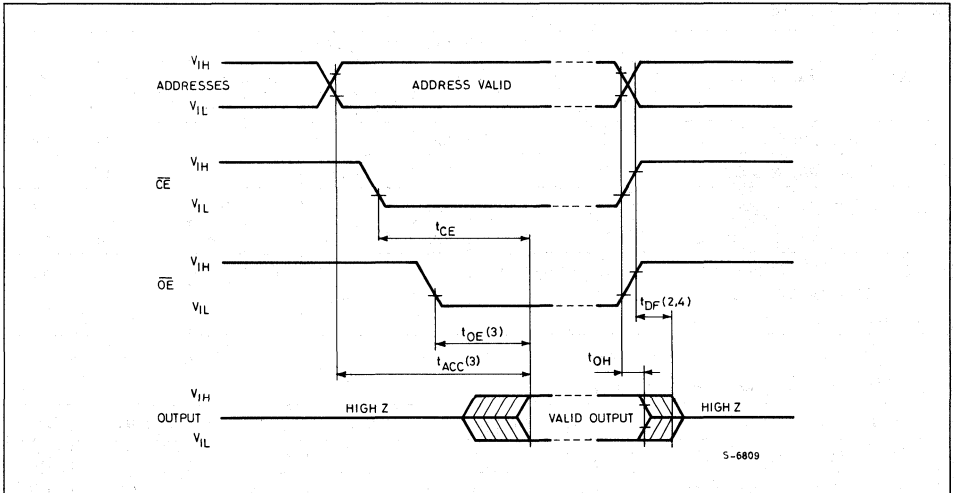 VIH
ADDRESSES
ADDRESS VALID
VIL
VIH
CE
VIL
tCE
VIH
OE
VIL
tDF(2,4)
tOE(3)
tACC(3)
tOH
VIH
HIGH Z
OUTPUT
VALID OUTPUT
HIGH Z
VIL
S-6809